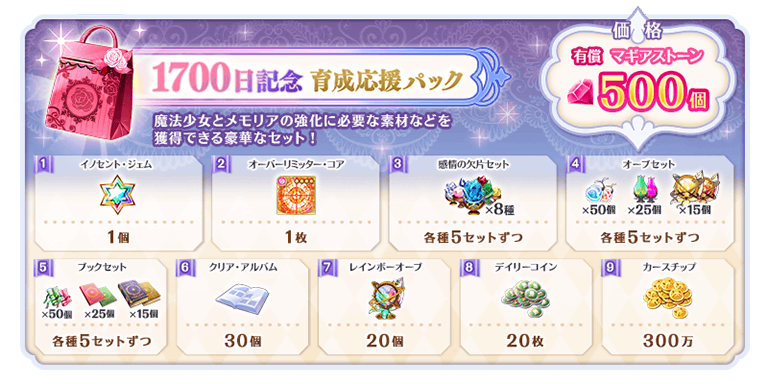 1700日記念 育成応援パック
魔法少女とメモリアの強化に必要な素材などを
獲得できる豪華なセット！
価格
有償 マギアストーン
500個
1 イノセント・ジェム
1個
2 オーバーリミッター・コア
1枚
3 感情の欠片セット
×8種
各種5セットずつ
4 オーブセット
×50個 ×25個 ×15個
各種5セットずつ
5 ブックセット
×50個 ×25個 ×15個
各種5セットずつ
6 クリア・アルバム
30個
7 レインボーオーブ
20個
8 デイリーコイン
20枚
9 カースチップ
300万